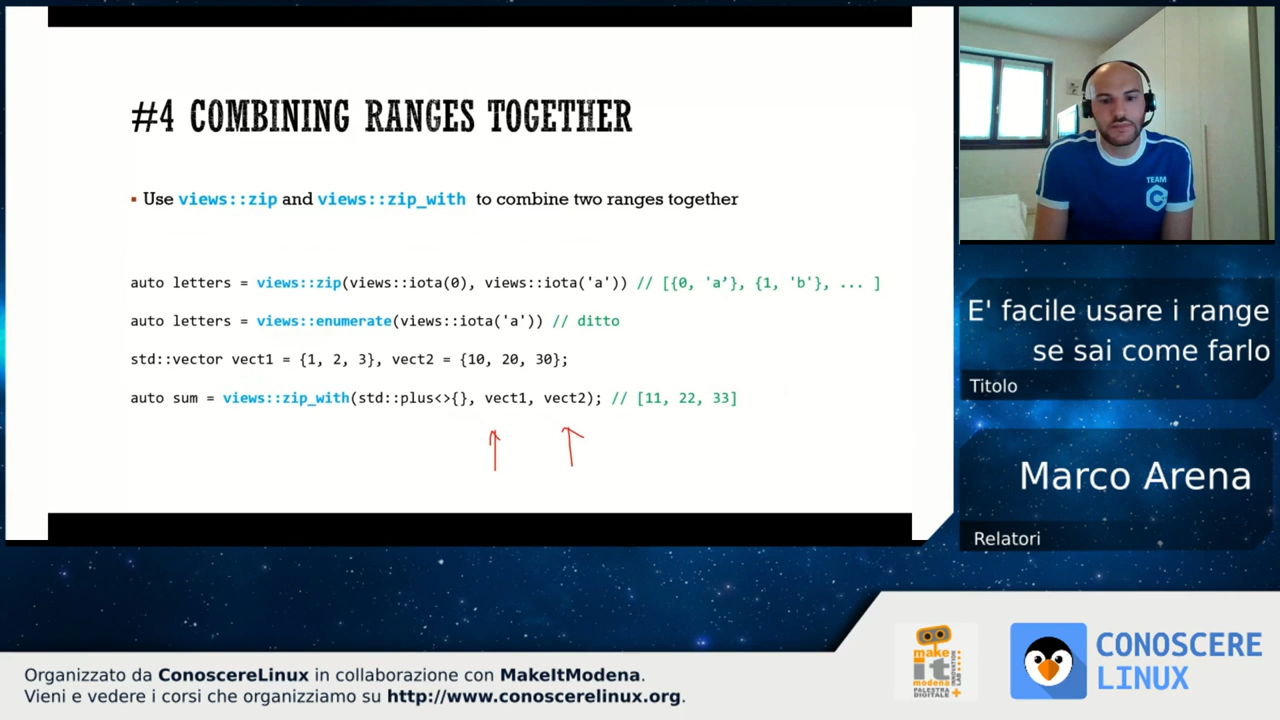 #4 COMBINING RANGES TOGETHER
▪ Use views::zip and views::zip_with to combine two ranges together
auto letters = views::zip(views::iota(0), views::iota('a')) // [{0, 'a’}, {1, 'b'}, ... ]
auto letters = views::enumerate(views::iota('a')) // ditto
std::vector vect1 = {1, 2, 3}, vect2 = {10, 20, 30};
auto sum = views::zip_with(std::plus<>{}, vect1, vect2); // [11, 22, 33]
TEAM
E' facile usare i range
se sai come farlo
Titolo
Marco Arena
Relatori
make
it
modena
PALESTRA
DIGITALE
CONOSCERE
LINUX
Organizzato da ConoscereLinux in collaborazione con MakeItModena.
Vieni e vedere i corsi che organizziamo su http://www.conoscerelinux.org.